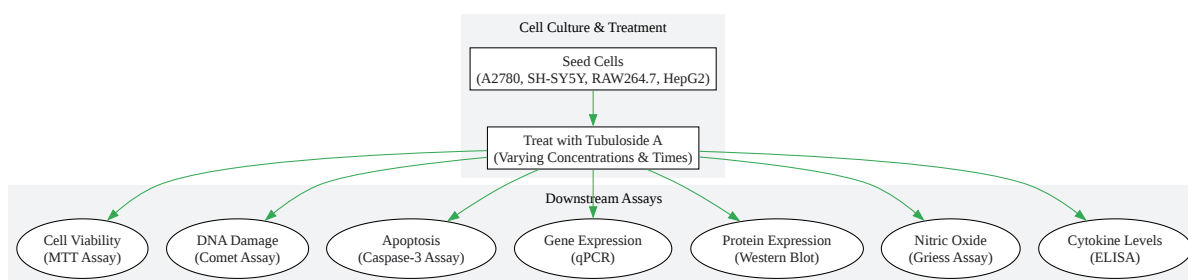 Cell Culture & Treatment
Seed Cells
(A2780, SH-SY5Y, RAW264.7, HepG2)
Treat with Tubuloside A
(Varying Concentrations & Times)
Downstream Assays
Cell Viability
(MTT Assay)
DNA Damage
(Comet Assay)
Apoptosis
(Caspase-3 Assay)
Gene Expression
(qPCR)
Protein Expression
(Western Blot)
Nitric Oxide
(Griess Assay)
Cytokine Levels
(ELISA)